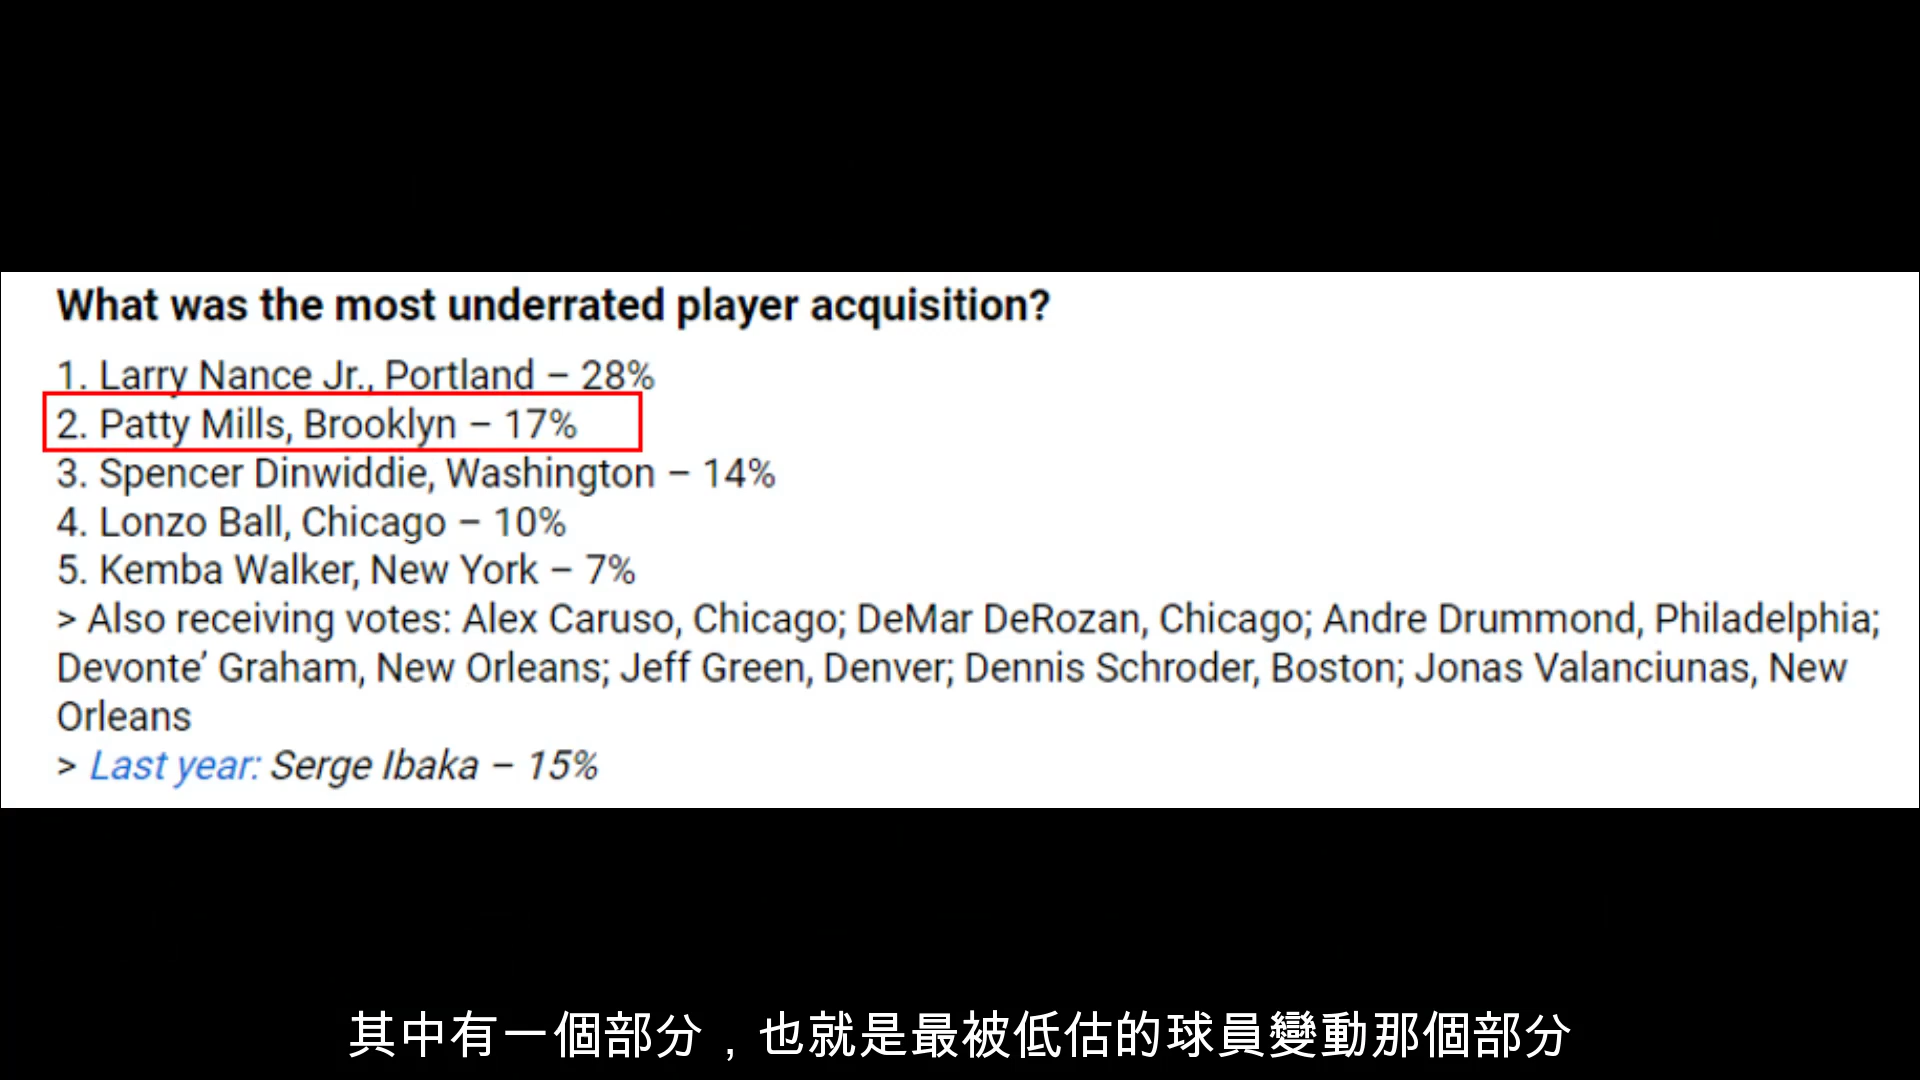 What was the most underrated player acquisition?
1. Larry Nance Jr., Portland – 28%
2. Patty Mills, Brooklyn – 17%
3. Spencer Dinwiddie, Washington – 14%
4. Lonzo Ball, Chicago – 10%
5. Kemba Walker, New York – 7%
> Also receiving votes: Alex Caruso, Chicago; DeMar DeRozan, Chicago; Andre Drummond, Philadelphia;
Devonte’ Graham, New Orleans; Jeff Green, Denver; Dennis Schroder, Boston; Jonas Valanciunas, New
Orleans
> Last year: Serge Ibaka – 15%
其中有一個部分，也就是最被低估的球員變動那個部分